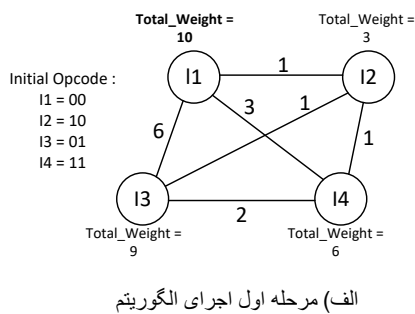 Total_Weight =
10
Total_Weight =
3
Initial Opcode :
I1 = 00
I2 = 10
I3 = 01
I4 = 11
I1
1
I2
6
3
1
1
I3
2
I4
Total_Weight =
9
Total_Weight =
6
الف) مرحله اول اجرای الگوریتم